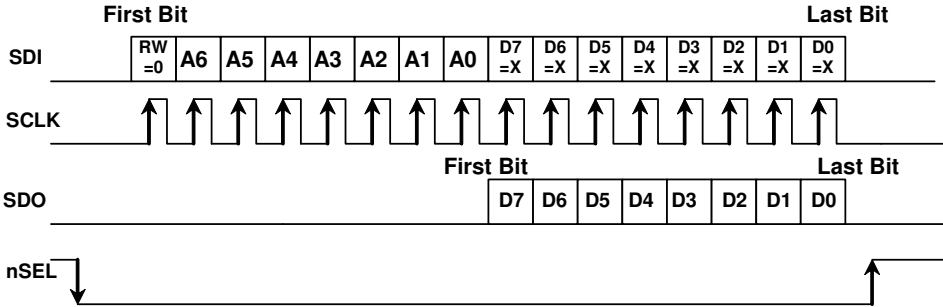 First Bit Last Bit
SDI RW =0 A6 A5 A4 A3 A2 A1 A0 D7 =X D6 =X D5 =X D4 =X D3 =X D2 =X D1 =X D0 =X
SCLK
First Bit Last Bit
SDO D7 D6 D5 D4 D3 D2 D1 D0
nSEL